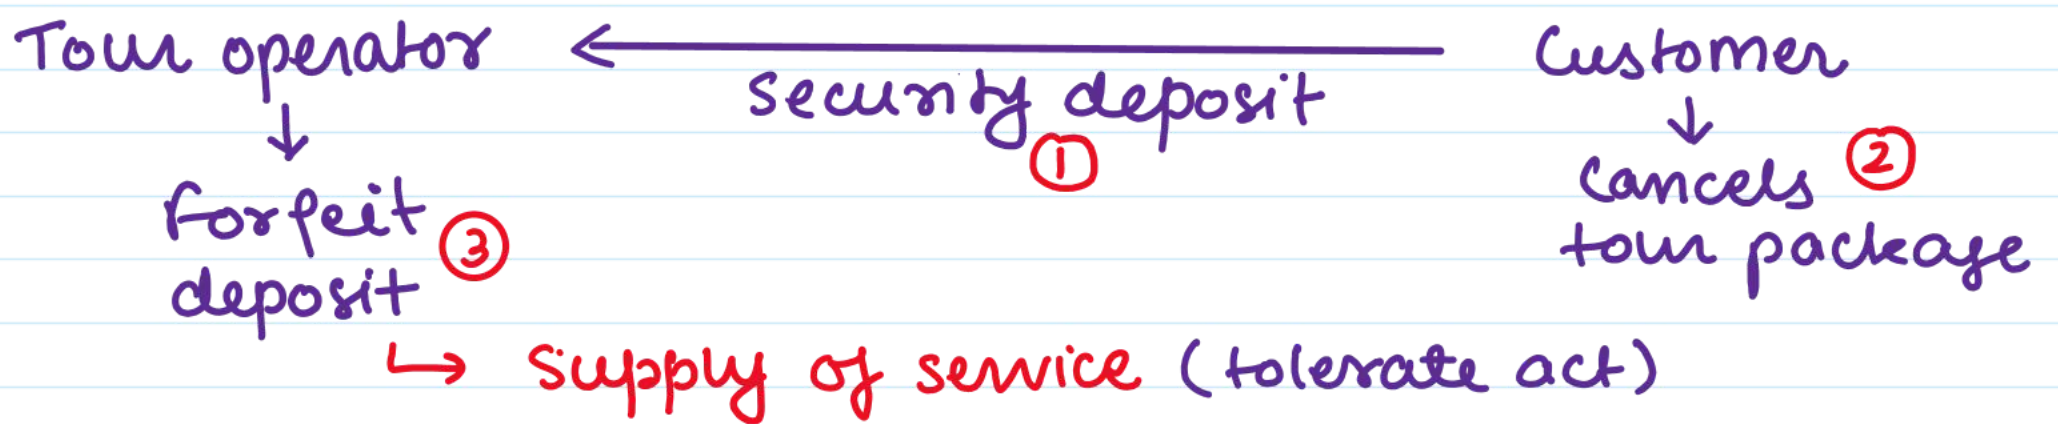 Tour operator ← Customer
security deposit
①
↓ ↓
Forfeit ③ Cancels ②
deposit tour package
↳ Supply of service (tolerate act)